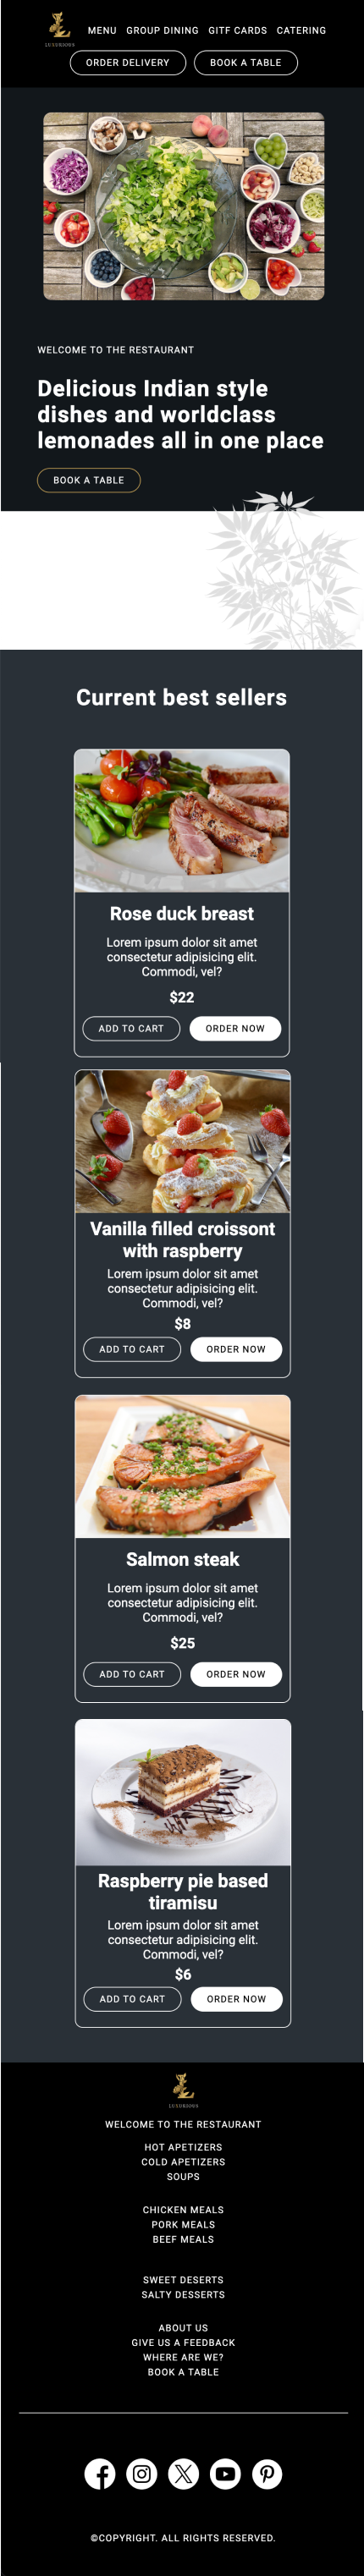 LUXURIOUS
MENU GROUP DINING GITF CARDS CATERING
ORDER DELIVERY BOOK A TABLE
WELCOME TO THE RESTAURANT
Delicious Indian style
dishes and worldclass
lemonades all in one place
BOOK A TABLE
Current best sellers
Rose duck breast
Lorem ipsum dolor sit amet
consectetur adipisicing elit.
Commodi, vel?
$22
ADD TO CART ORDER NOW
Vanilla filled croissont
with raspberry
Lorem ipsum dolor sit amet
consectetur adipisicing elit.
Commodi, vel?
$8
ADD TO CART ORDER NOW
Salmon steak
Lorem ipsum dolor sit amet
consectetur adipisicing elit.
Commodi, vel?
$25
ADD TO CART ORDER NOW
Raspberry pie based
tiramisu
Lorem ipsum dolor sit amet
consectetur adipisicing elit.
Commodi, vel?
$6
ADD TO CART ORDER NOW
LUXURIOUS
WELCOME TO THE RESTAURANT
HOT APETIZERS
COLD APETIZERS
SOUPS
CHICKEN MEALS
PORK MEALS
BEEF MEALS
SWEET DESERTS
SALTY DESSERTS
ABOUT US
GIVE US A FEEDBACK
WHERE ARE WE?
BOOK A TABLE
©COPYRIGHT. ALL RIGHTS RESERVED.